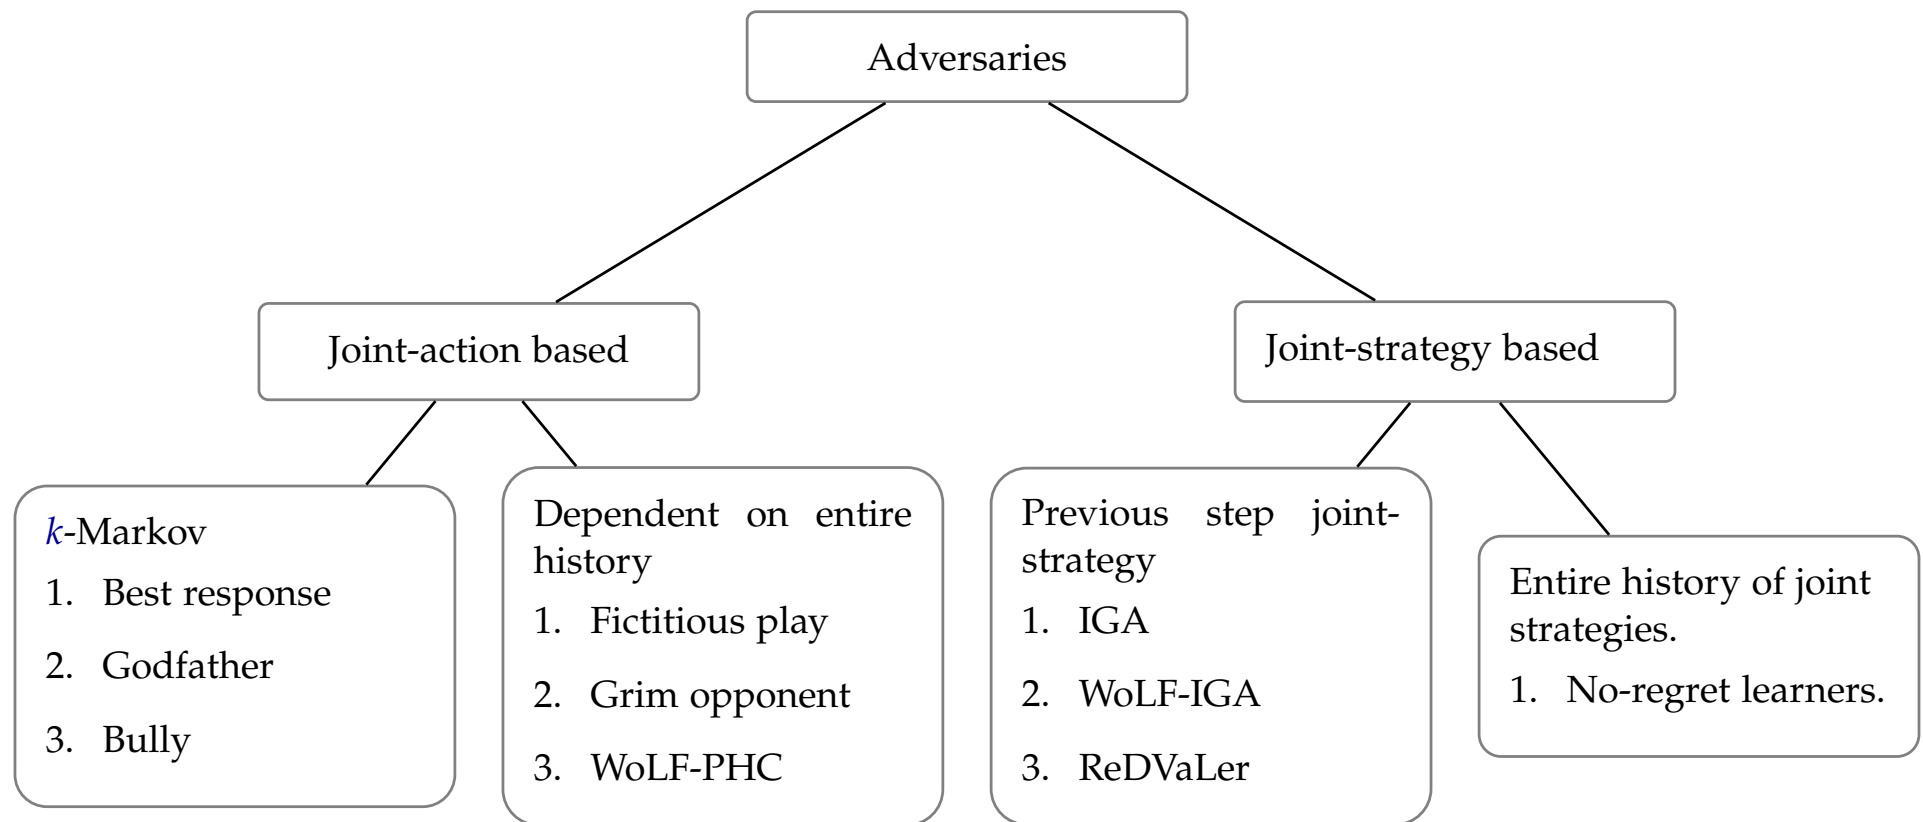 Adversaries
Joint-action based
Joint-strategy based
k-Markov
1. Best response
2. Godfather
3. Bully
Dependent on entire
history
1. Fictitious play
2. Grim opponent
3. WoLF-PHC
Previous step joint-
strategy
1. IGA
2. WoLF-IGA
3. ReDVaLer
Entire history of joint
strategies.
1. No-regret learners.